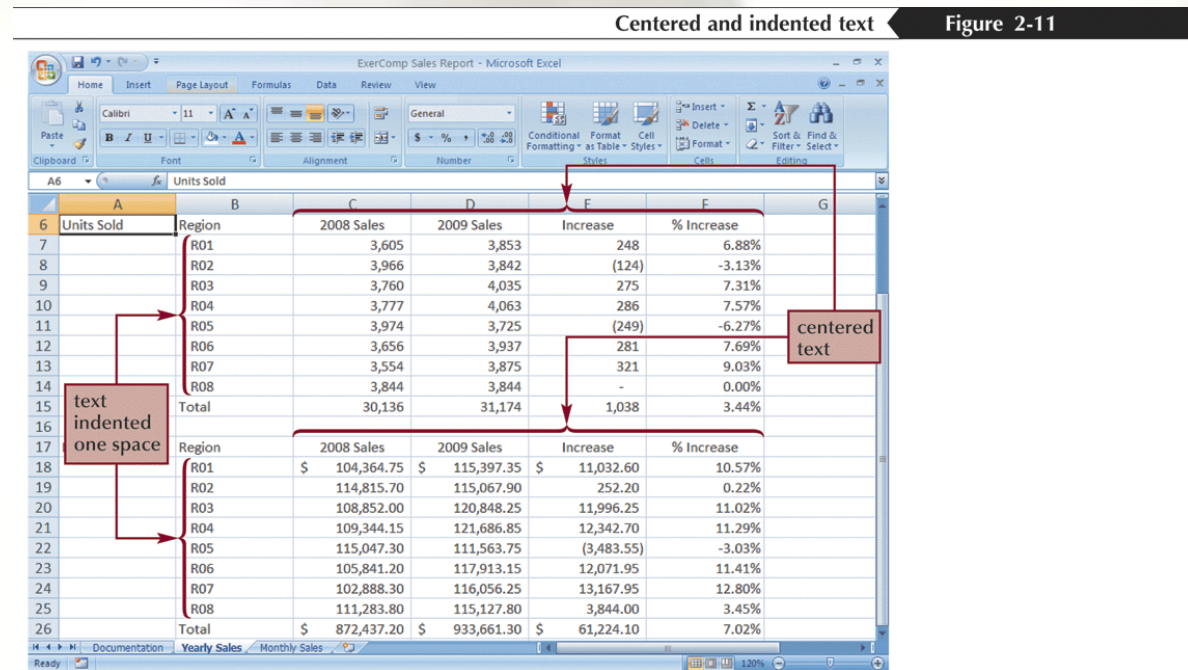 Centered and indented text Figure 2-11
ExerComp Sales Report - Microsoft Excel
Home Insert Page Layout Formulas Data Review View
Calibri 11 A A General Insert Σ
Paste B I U A $ % , .0 .00 .00 .0 Conditional Format Cell Delete Sort & Find &
Formatting as Table Styles Format Filter Select
Clipboard Font Alignment Number Styles Cells Editing
A6 fx Units Sold
A B C D E F G
6 Units Sold Region 2008 Sales 2009 Sales Increase % Increase
7 R01 3,605 3,853 248 6.88%
8 R02 3,966 3,842 (124) -3.13%
9 R03 3,760 4,035 275 7.31%
10 R04 3,777 4,063 286 7.57%
11 R05 3,974 3,725 (249) -6.27%
12 R06 3,656 3,937 281 7.69%
13 R07 3,554 3,875 321 9.03%
14 R08 3,844 3,844 - 0.00%
15 Total 30,136 31,174 1,038 3.44%
16
17 Region 2008 Sales 2009 Sales Increase % Increase
18 R01 $ 104,364.75 $ 115,397.35 $ 11,032.60 10.57%
19 R02 114,815.70 115,067.90 252.20 0.22%
20 R03 108,852.00 120,848.25 11,996.25 11.02%
21 R04 109,344.15 121,686.85 12,342.70 11.29%
22 R05 115,047.30 111,563.75 (3,483.55) -3.03%
23 R06 105,841.20 117,913.15 12,071.95 11.41%
24 R07 102,888.30 116,056.25 13,167.95 12.80%
25 R08 111,283.80 115,127.80 3,844.00 3.45%
26 Total $ 872,437.20 $ 933,661.30 $ 61,224.10 7.02%
centered
text
text
indented
one space
Documentation Yearly Sales Monthly Sales
Ready 120%